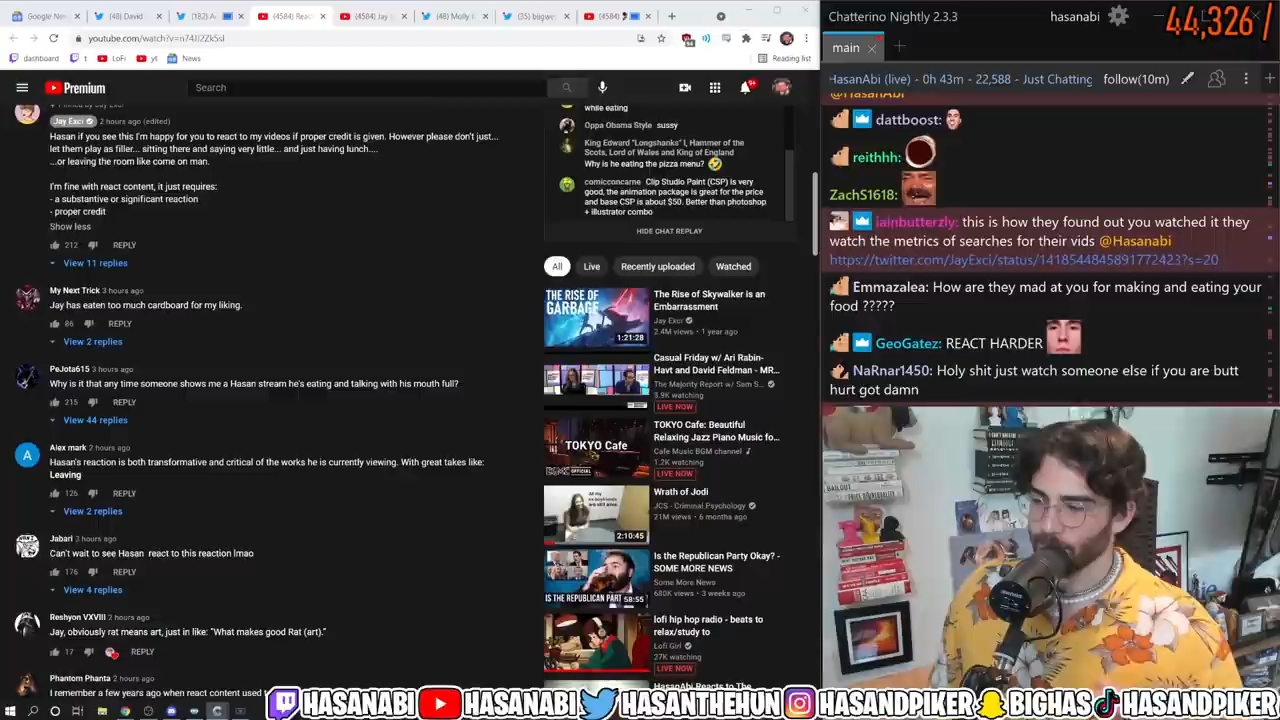 Google New
(48) David
(182) A
(4584) Reac
(4584) Jay
(48) Molly
(35) bigwe
(4584)
youtube.com/watch?v=n74JJ2Zk5sI
dashboard
t
LoFi
yt
News
Reading list
Premium
Search
9+
Jay Exci
2 hours ago (edited)
Hasan if you see this I'm happy for you to react to my videos if proper credit is given. However please don't just...
let them play as filler... sitting there and saying very little... and just having lunch....
...or leaving the room like come on man.
I'm fine with react content, it just requires:
- a substantive or significant reaction
- proper credit
Show less
212
REPLY
View 11 replies
My Next Trick 3 hours ago
Jay has eaten too much cardboard for my liking.
86
REPLY
View 2 replies
PeJota615 3 hours ago
Why is it that any time someone shows me a Hasan stream he's eating and talking with his mouth full?
215
REPLY
View 44 replies
A
Alex mark 2 hours ago
Hasan's reaction is both transformative and critical of the works he is currently viewing. With great takes like:
Leaving
126
REPLY
View 2 replies
Jabari 3 hours ago
Can't wait to see Hasan react to this reaction lmao
176
REPLY
View 4 replies
Reshyon VXVIII 2 hours ago
Jay, obviously rat means art, just in like: "What makes good Rat (art)."
17
REPLY
Phantom Phanta 2 hours ago
I remember a few years ago when react content used t
while eating
Oppa Obama Style sussy
King Edward "Longshanks" I, Hammer of the
Scots, Lord of Wales and King of England
Why is he eating the pizza menu?
comicconcarne Clip Studio Paint (CSP) is very
good, the animation package is great for the price
and base CSP is about $50. Better than photoshop
+ illustrator combo
HIDE CHAT REPLAY
All
Live
Recently uploaded
Watched
THE RISE OF
GARBAGE
1:21:28
The Rise of Skywalker is an
Embarrassment
Jay Exci
2.4M views • 1 year ago
Casual Friday w/ Ari Rabin-
Havt and David Feldman - MR...
The Majority Report w/ Sam S...
3.9K watching
LIVE NOW
TOKYO Cafe
TOKYO Cafe: Beautiful
Relaxing Jazz Piano Music fo...
Cafe Music BGM channel
1.2K watching
LIVE NOW
2:10:45
Wrath of Jodi
JCS - Criminal Psychology
21M views • 6 months ago
IS THE REPUBLICAN PART
58:55
Is the Republican Party Okay? -
SOME MORE NEWS
Some More News
680K views • 3 weeks ago
lofi hip hop radio - beats to
relax/study to
Lofi Girl
27K watching
LIVE NOW
HasanAbi Reacts to The
Chatterino Nightly 2.3.3
hasanabi
44,326 /
main
HasanAbi (live) - 0h 43m - 22,588 - Just Chatting
follow(10m)
@HasanAbi
dattboost:
reithhh:
ZachS1618:
iainbutterzly: this is how they found out you watched it they
watch the metrics of searches for their vids @Hasanabi
https://twitter.com/JayExci/status/1418544845891772423?s=20
Emmazalea: How are they mad at you for making and eating your
food ?????
GeoGatez: REACT HARDER
NaRnar1450: Holy shit just watch someone else if you are butt
hurt got damn
HASANABI
HASANABI
HASANTHEHUN
HASANDPIKER
BIGHAS
HASANDPIKER